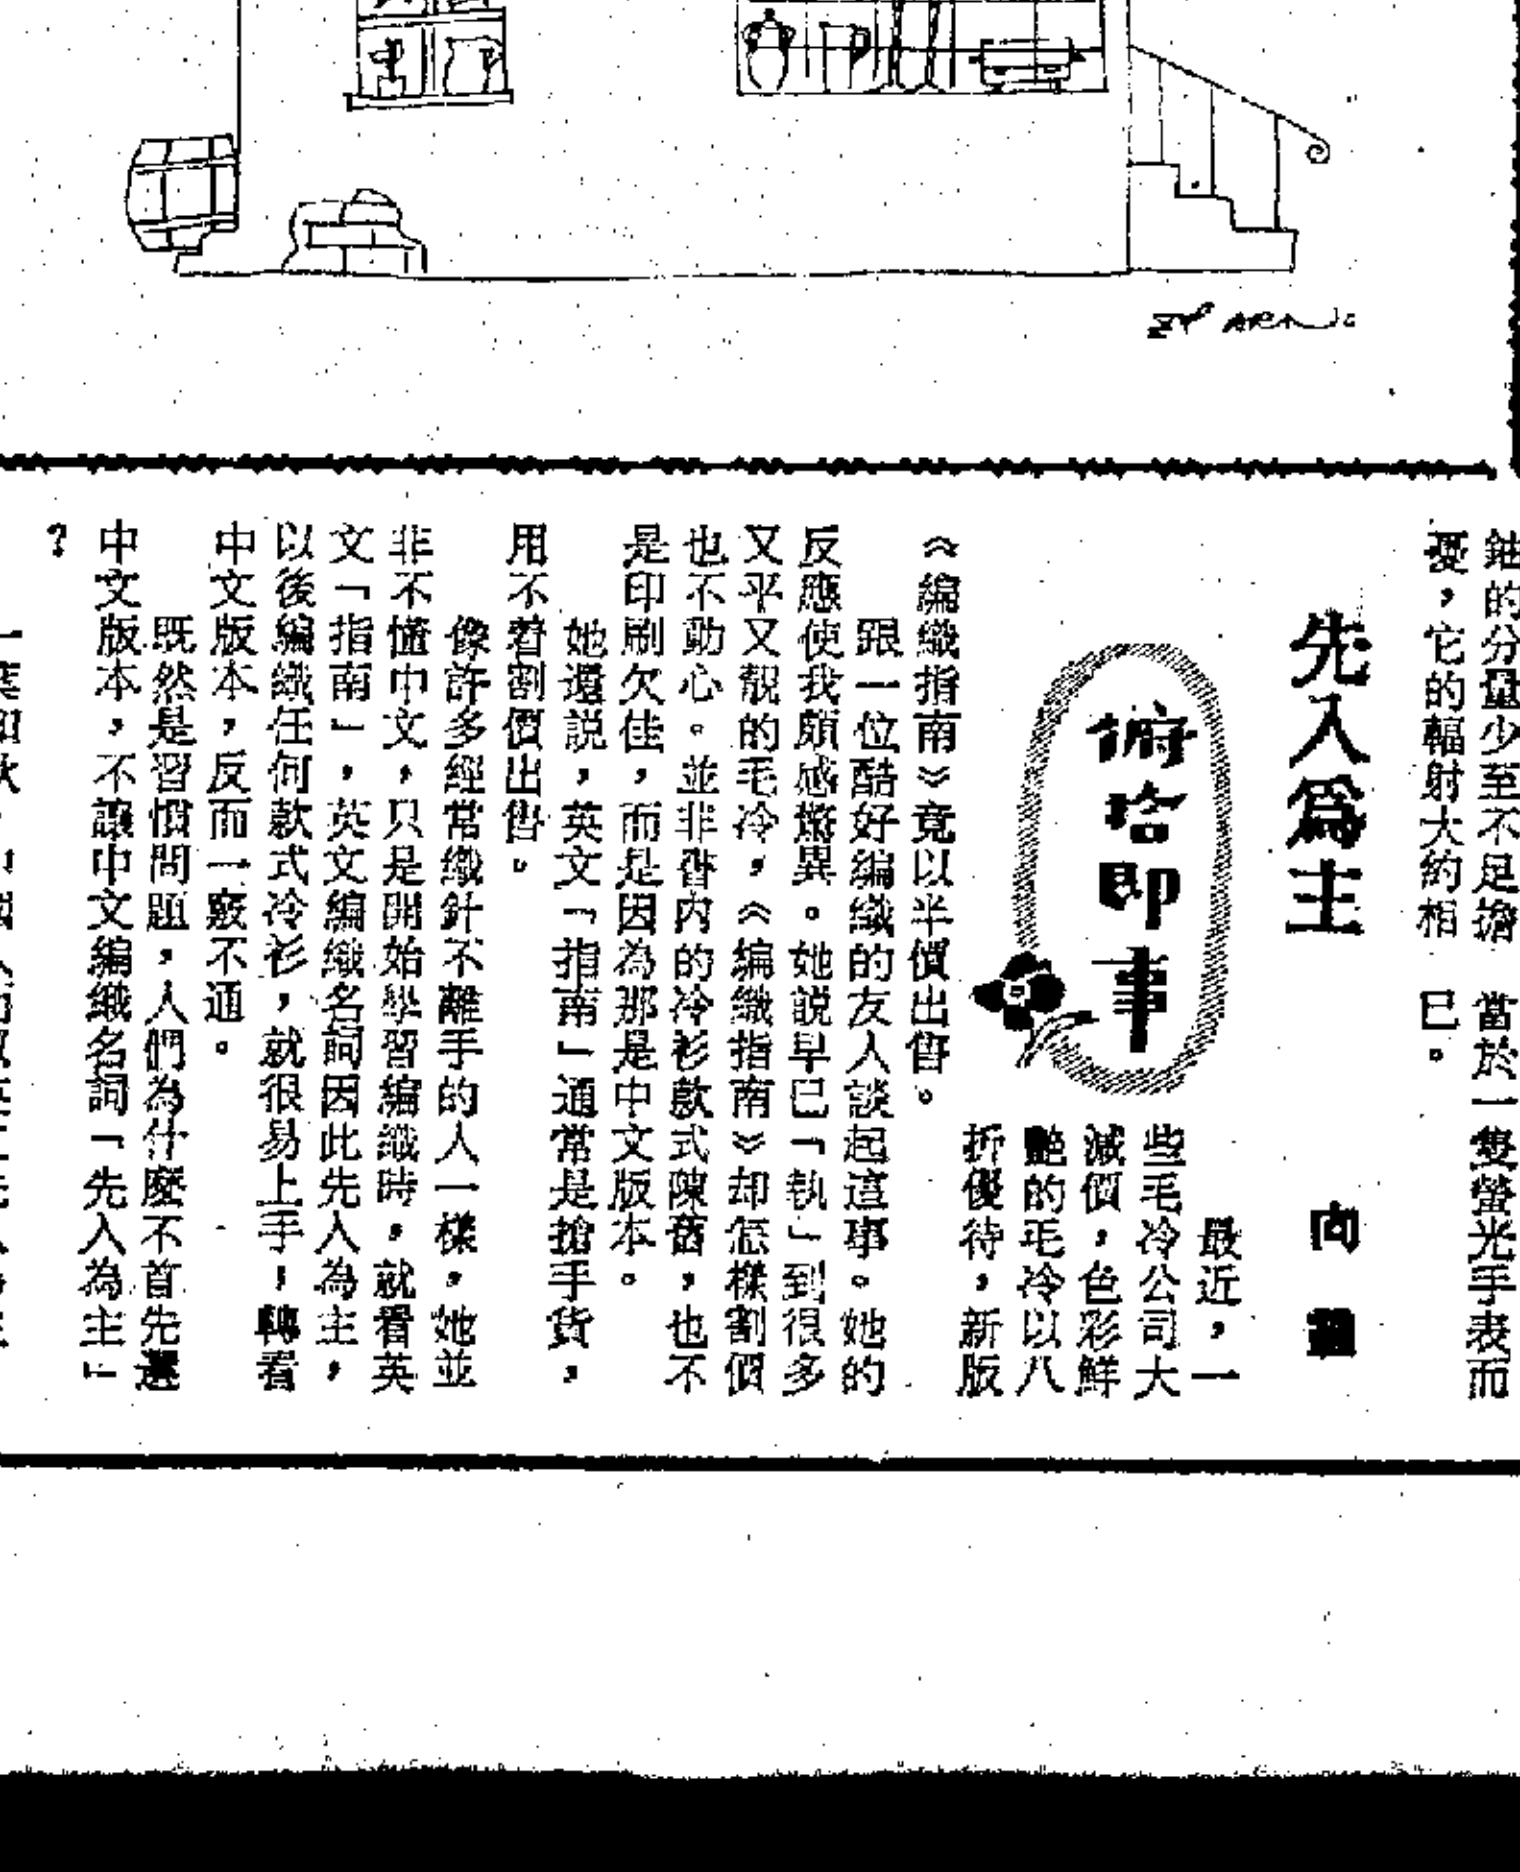 鈾的分量少至不足擔
憂，它的輻射大約相
當於一隻螢光手表而
已。
先入為主
向
俯拾即事
最近，一
些毛冷公司大
減價，色彩鮮
艷的毛冷以八
折優待，新版
《編織指南》竟以半價出售。
跟一位酷好編織的友人談起這事。她的
反應使我頗感驚異。她説早已「執」到很多
又平又靚的毛冷，《編織指南》却怎樣割價
也不動心。並非書內的冷衫款式陳舊，也不
是印刷欠佳，而是因為那是中文版本。
她還説，英文「指南」通常是搶手貨，
用不着割價出售。
像許多經常織針不離手的人一樣，她並
非不懂中文，只是開始學習編織時，就看英
文「指南」，英文編織名詞因此先入為主，
以後編織任何款式冷衫，就很易上手，轉看
中文版本，反而一竅不通。
既然是習慣問題，人們為什麼不首先選
中文版本，不讓中文編織名詞「先入為主」
？